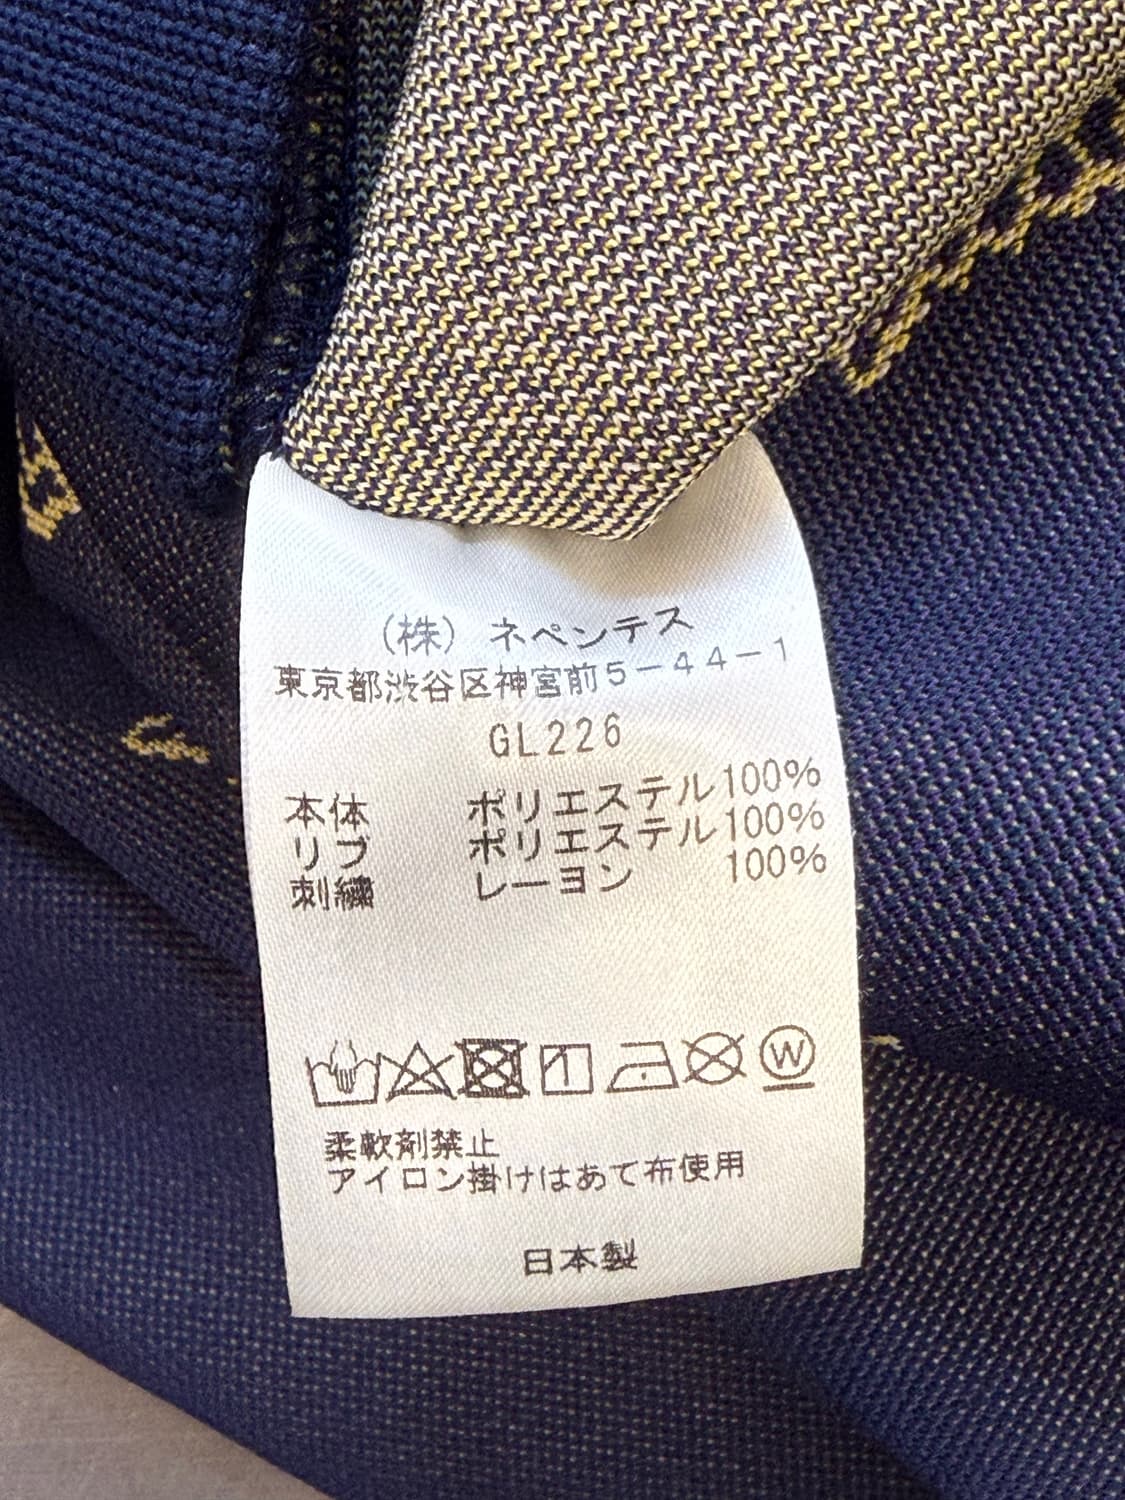 (株) ネペンテス
東京都渋谷区神宮前5-44-1
GL226
本体 ポリエステル100%
リブ ポリエステル100%
刺繍 レーヨン 100%
W
柔軟剤禁止
アイロン掛けはあて布使用
日本製